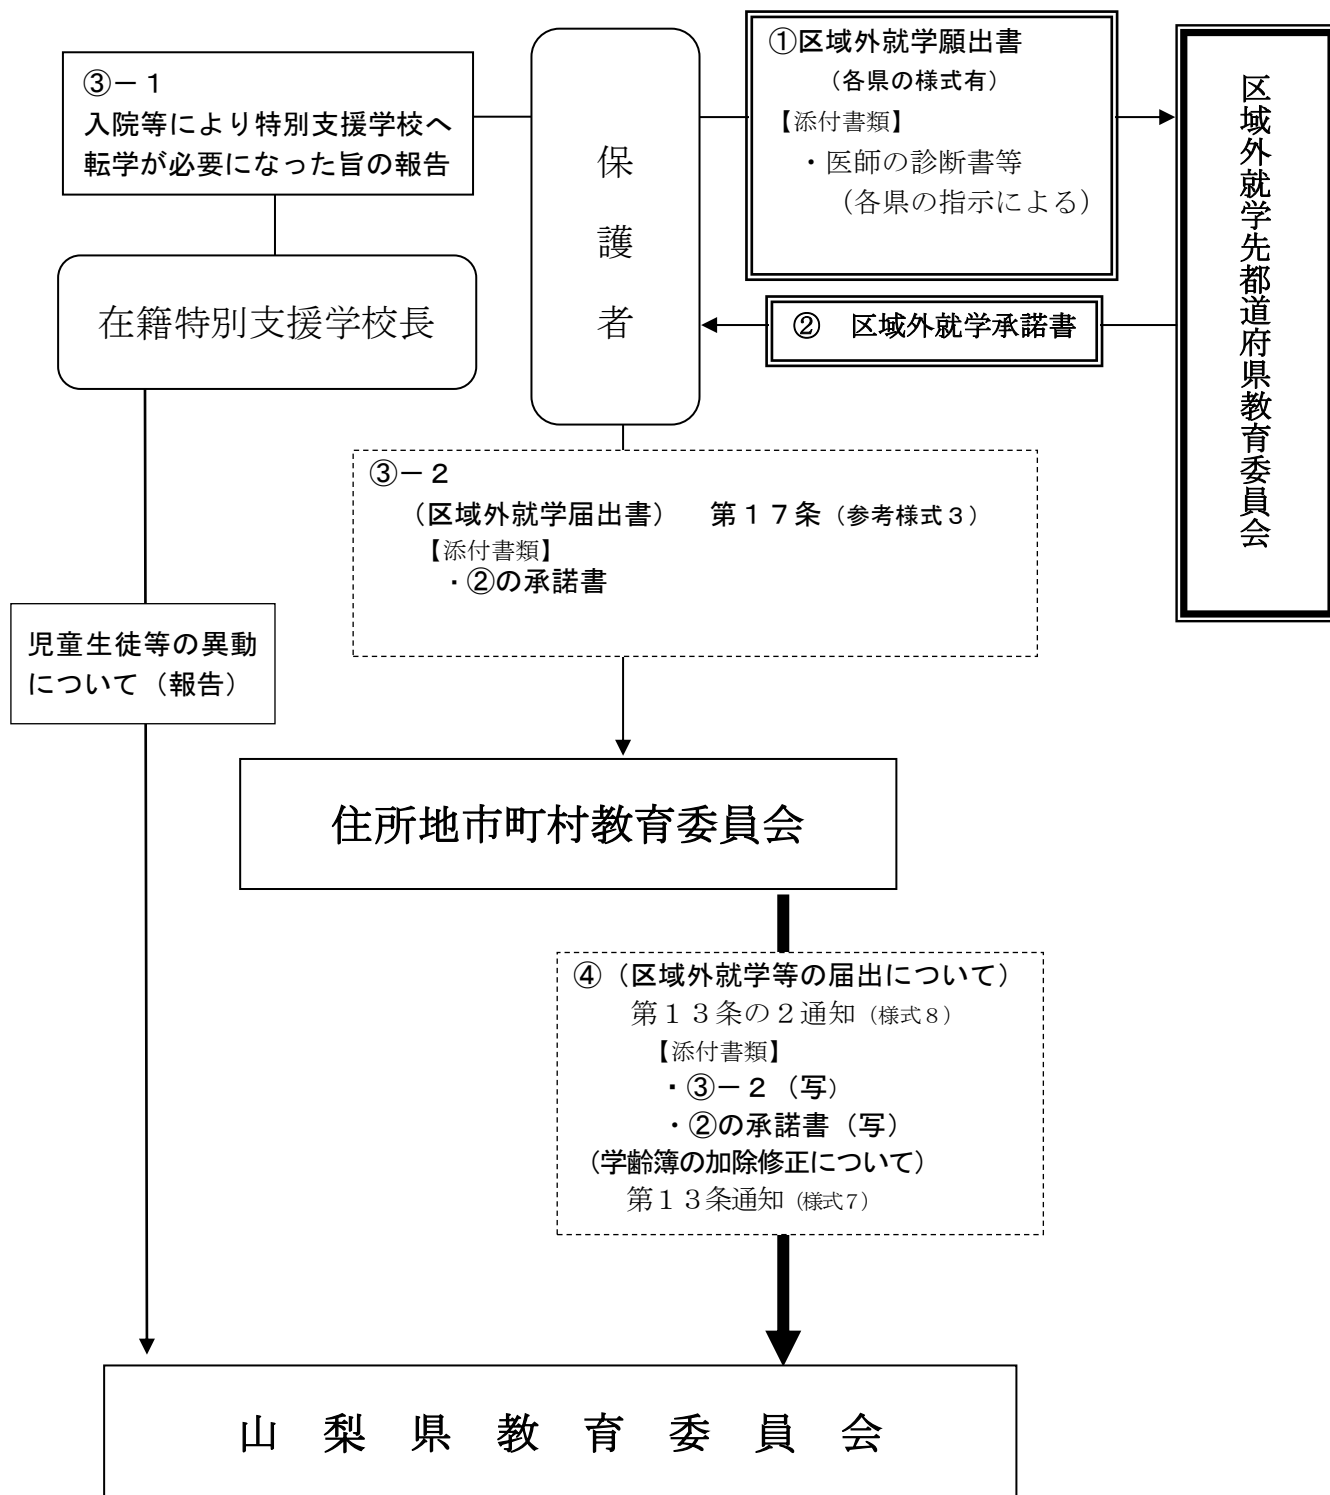 ③－１
入院等により特別支援学校へ
転学が必要になった旨の報告
在籍特別支援学校長
保護者
①区域外就学願出書
（各県の様式有）
【添付書類】
・医師の診断書等
（各県の指示による）
②　区域外就学承諾書
区域外就学先都道府県教育委員会
③－２
（区域外就学届出書）　第１７条（参考様式３）
【添付書類】
・②の承諾書
児童生徒等の異動
について（報告）
住所地市町村教育委員会
④（区域外就学等の届出について）
第１３条の２通知（様式８）
【添付書類】
・③－２（写）
・②の承諾書（写）
（学齢簿の加除修正について）
第１３条通知（様式７）
山　梨　県　教　育　委　員　会